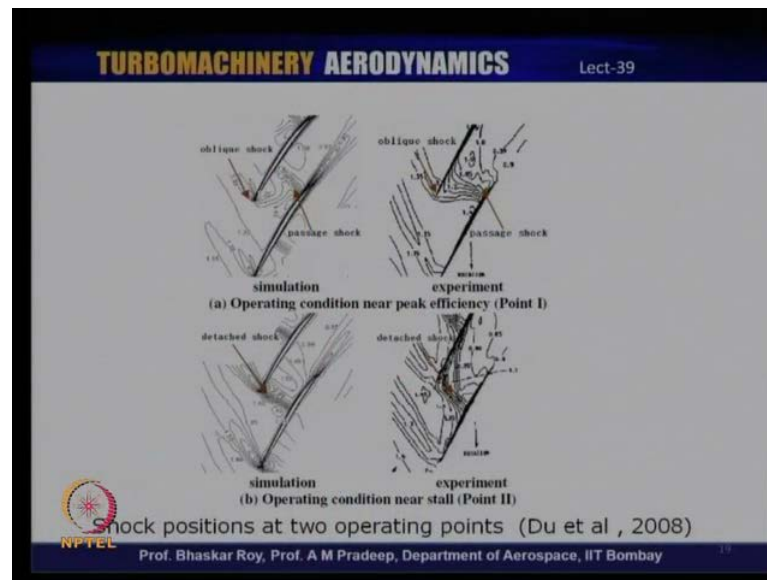 TURBOMACHINERY AERODYNAMICS Lect-39
oblique shock
passage shock
oblique shock
passage shock
simulation experiment
(a) Operating condition near peak efficiency (Point I)
detached shock
detached shock
simulation experiment
(b) Operating condition near stall (Point II)
Shock positions at two operating points (Du et al , 2008)
NPTEL
Prof. Bhaskar Roy, Prof. A M Pradeep, Department of Aerospace, IIT Bombay
19